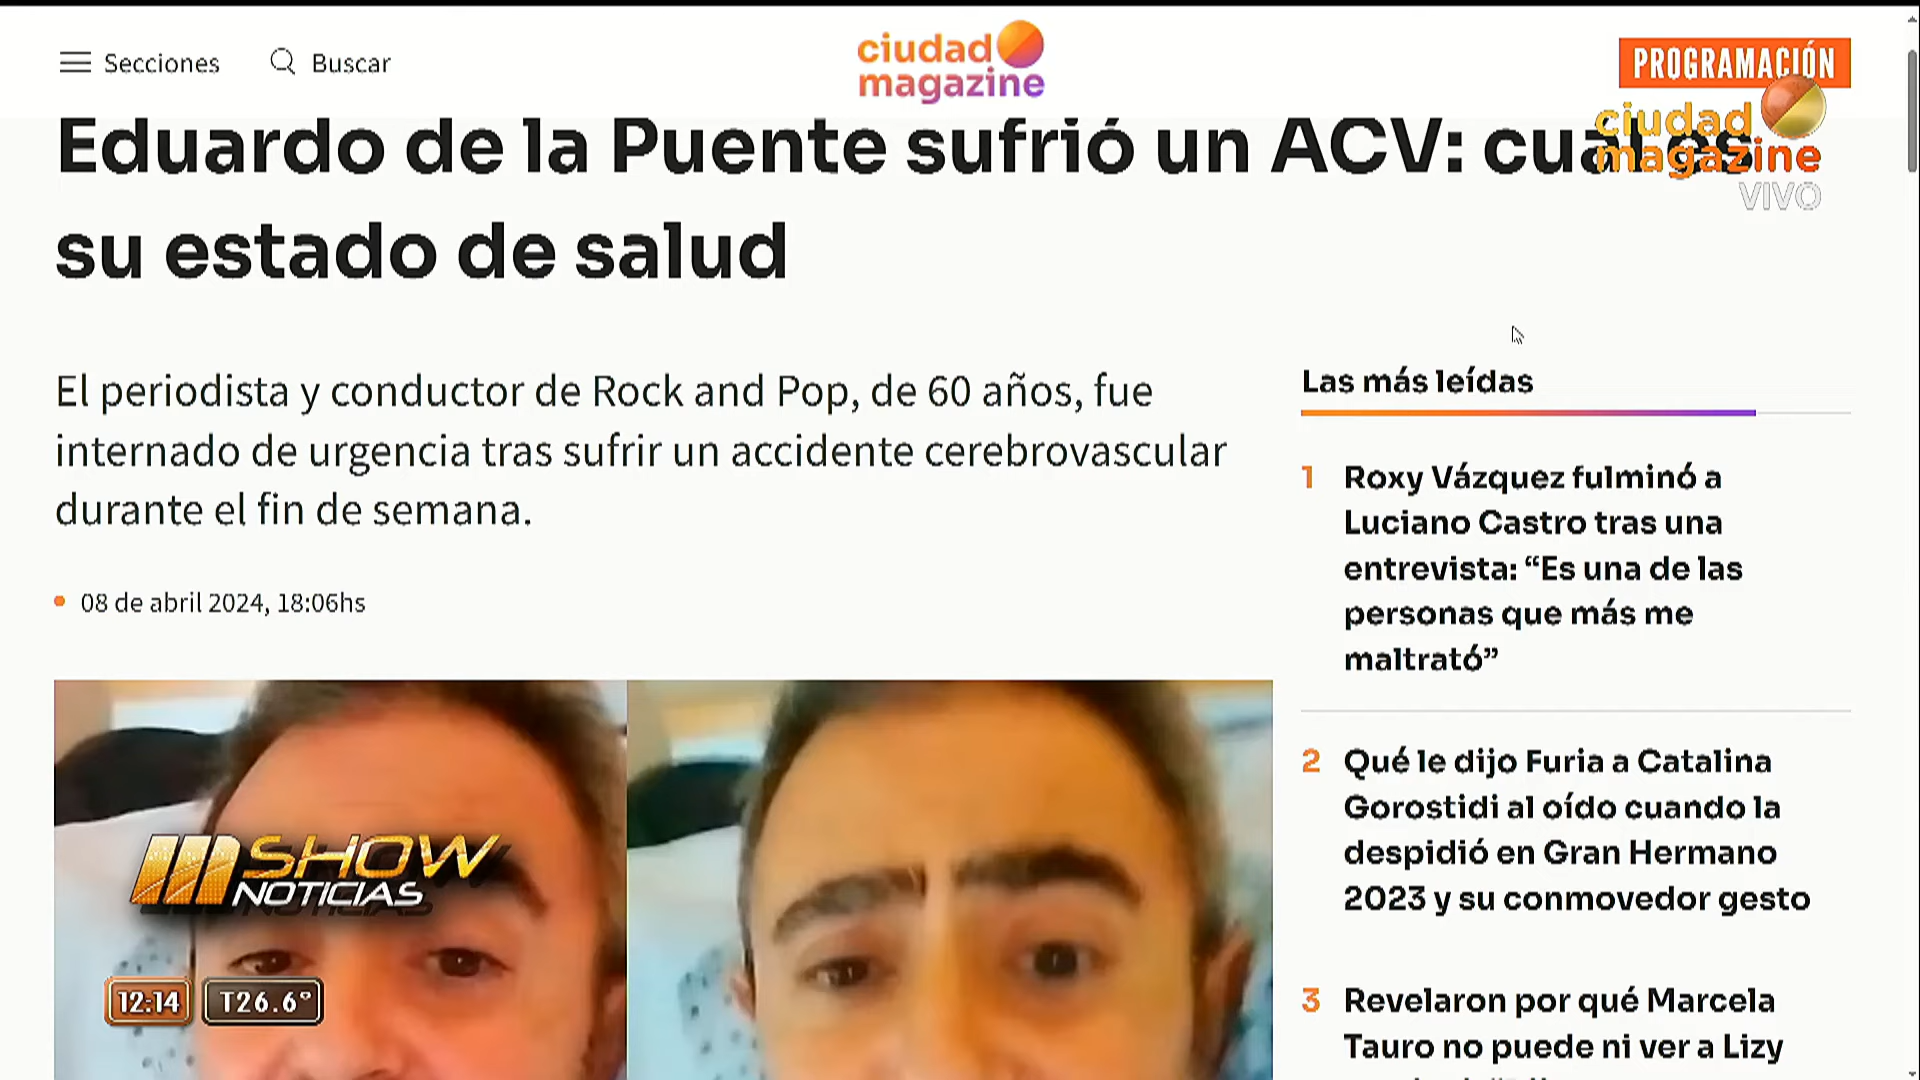 Secciones
Buscar
ciudad
magazine
PROGRAMACIÓN
ciudad
magazine
VIVO
Eduardo de la Puente sufrió un ACV: cual es
su estado de salud
El periodista y conductor de Rock and Pop, de 60 años, fue
internado de urgencia tras sufrir un accidente cerebrovascular
durante el fin de semana.
08 de abril 2024, 18:06hs
SHOW
NOTICIAS
12:14
T26.6°
Las más leídas
1 Roxy Vázquez fulminó a
Luciano Castro tras una
entrevista: “Es una de las
personas que más me
maltrató”
2 Qué le dijo Furia a Catalina
Gorostidi al oído cuando la
despidió en Gran Hermano
2023 y su conmovedor gesto
3 Revelaron por qué Marcela
Tauro no puede ni ver a Lizy